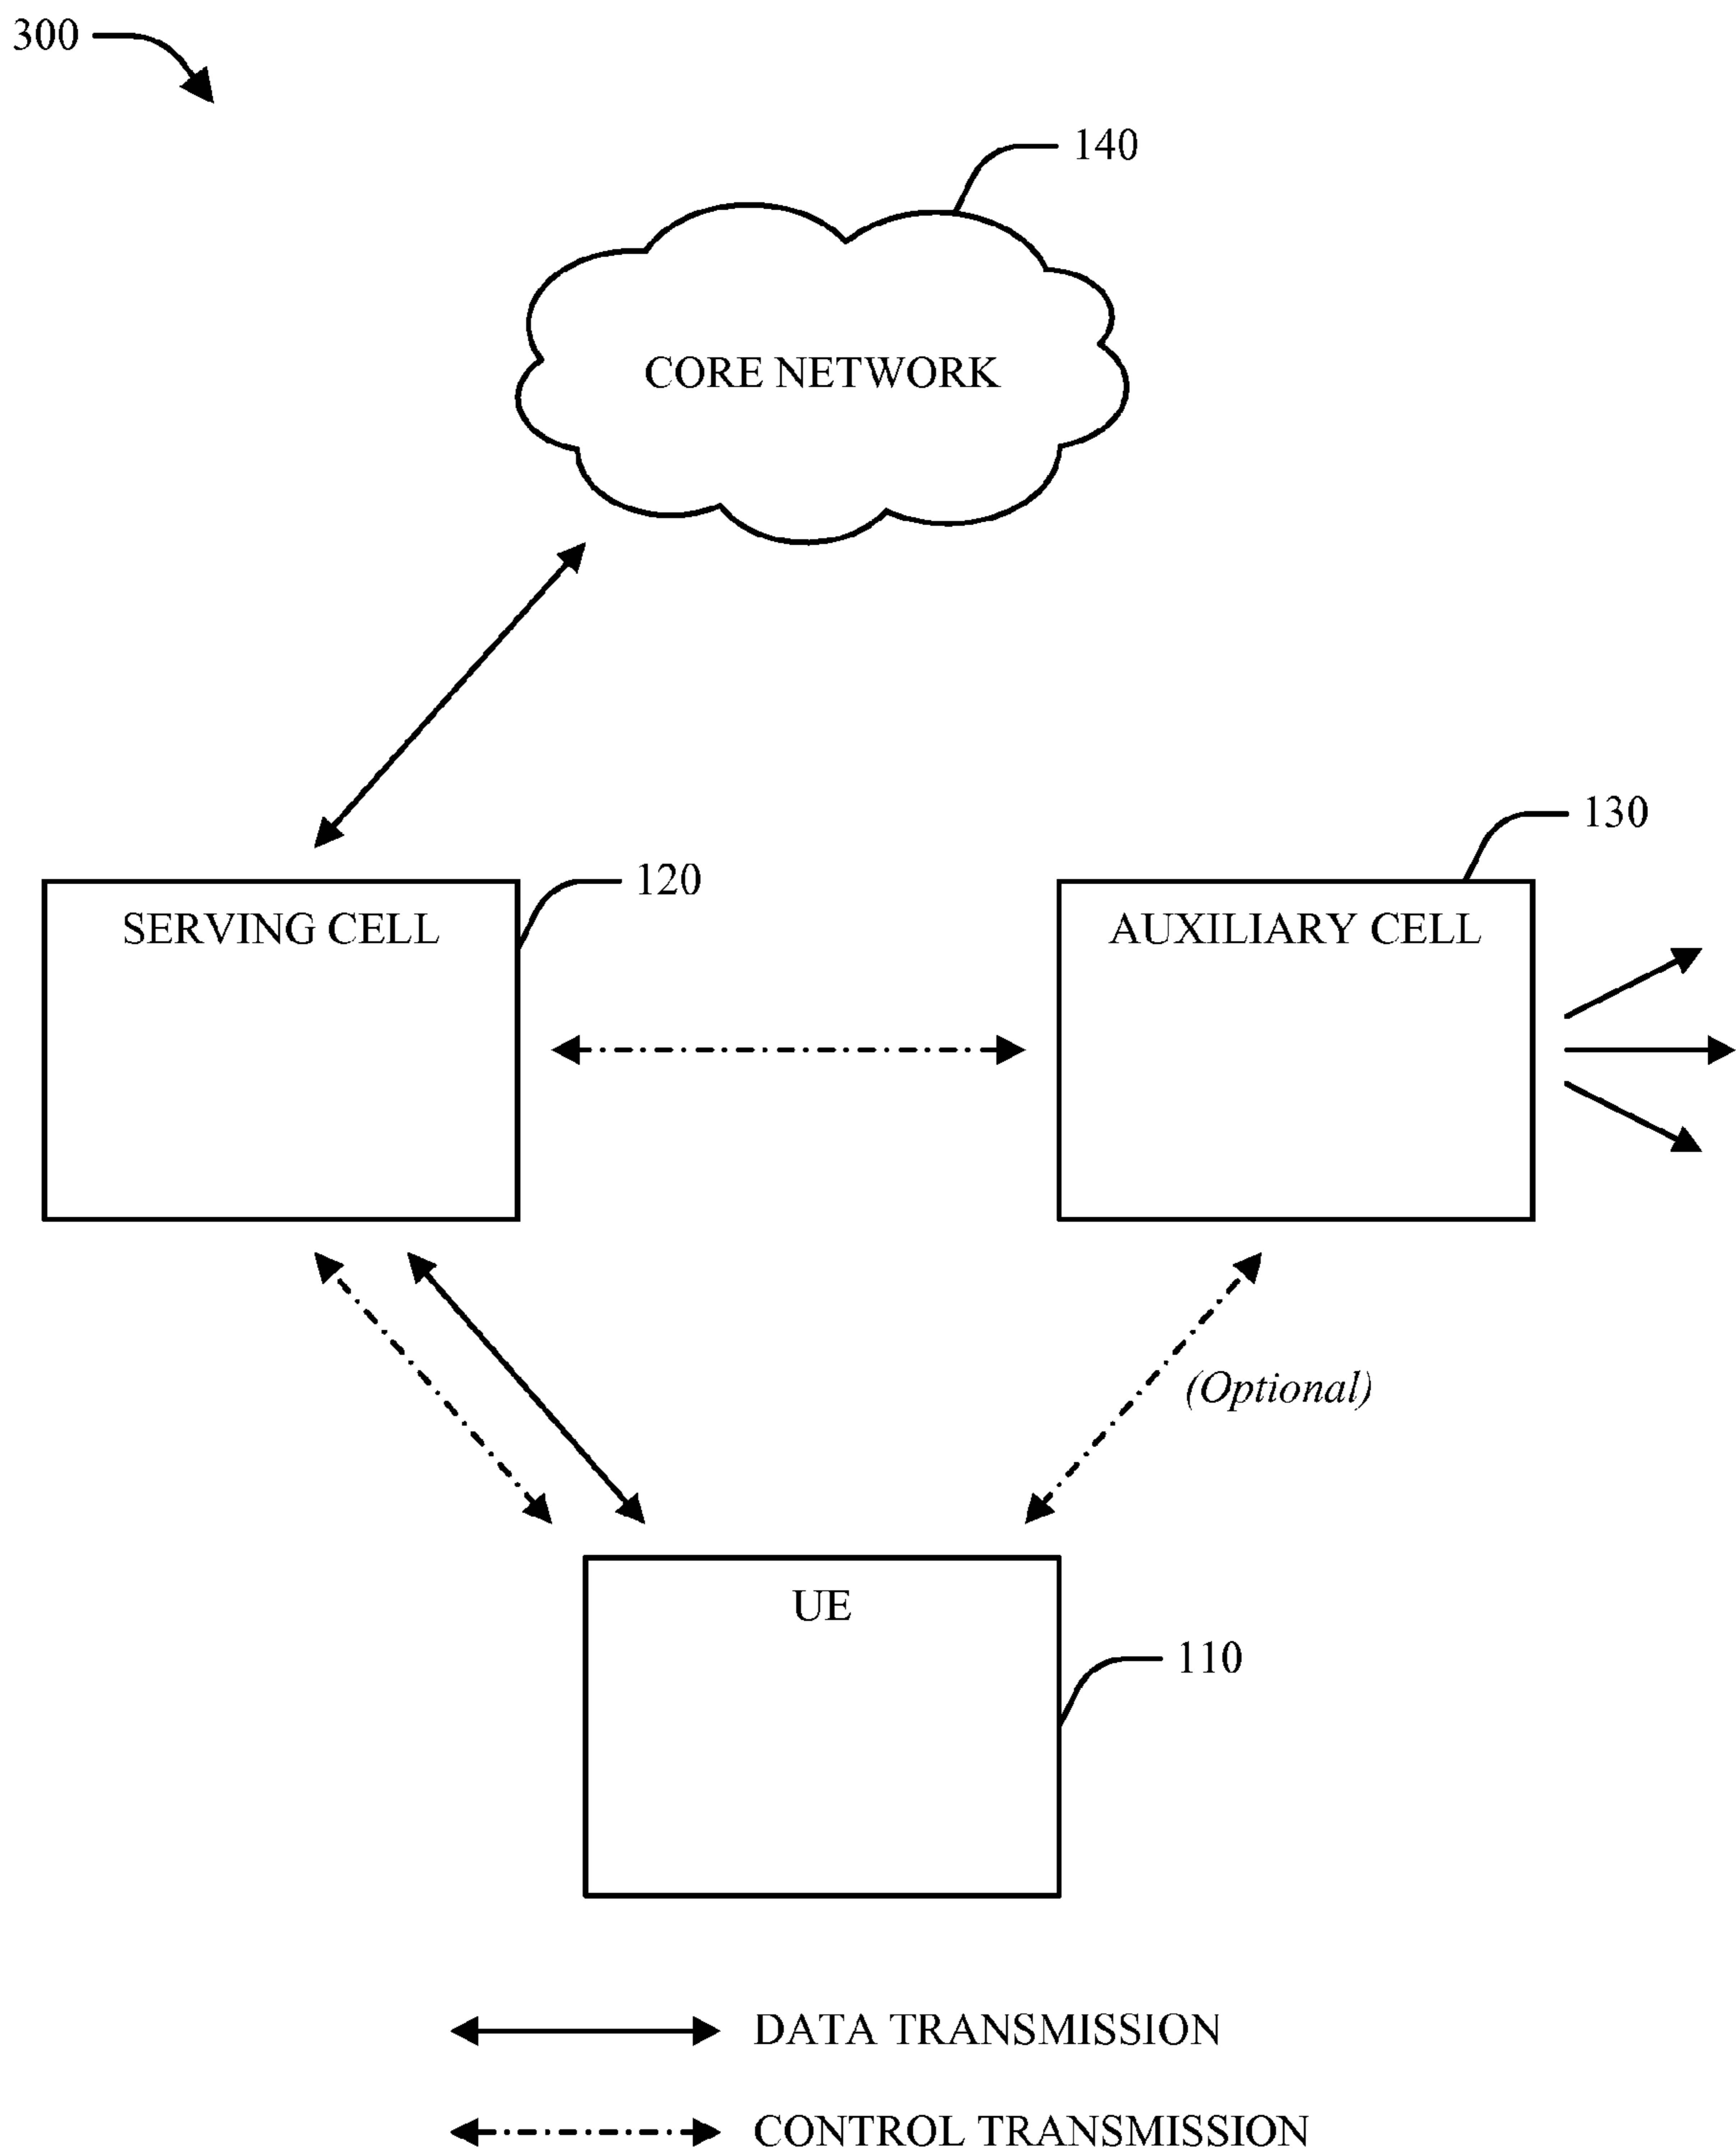 300
140
CORE NETWORK
130
120
SERVING CELL
AUXILIARY CELL
(Optional)
UE
110
DATA TRANSMISSION
CONTROL TRANSMISSION